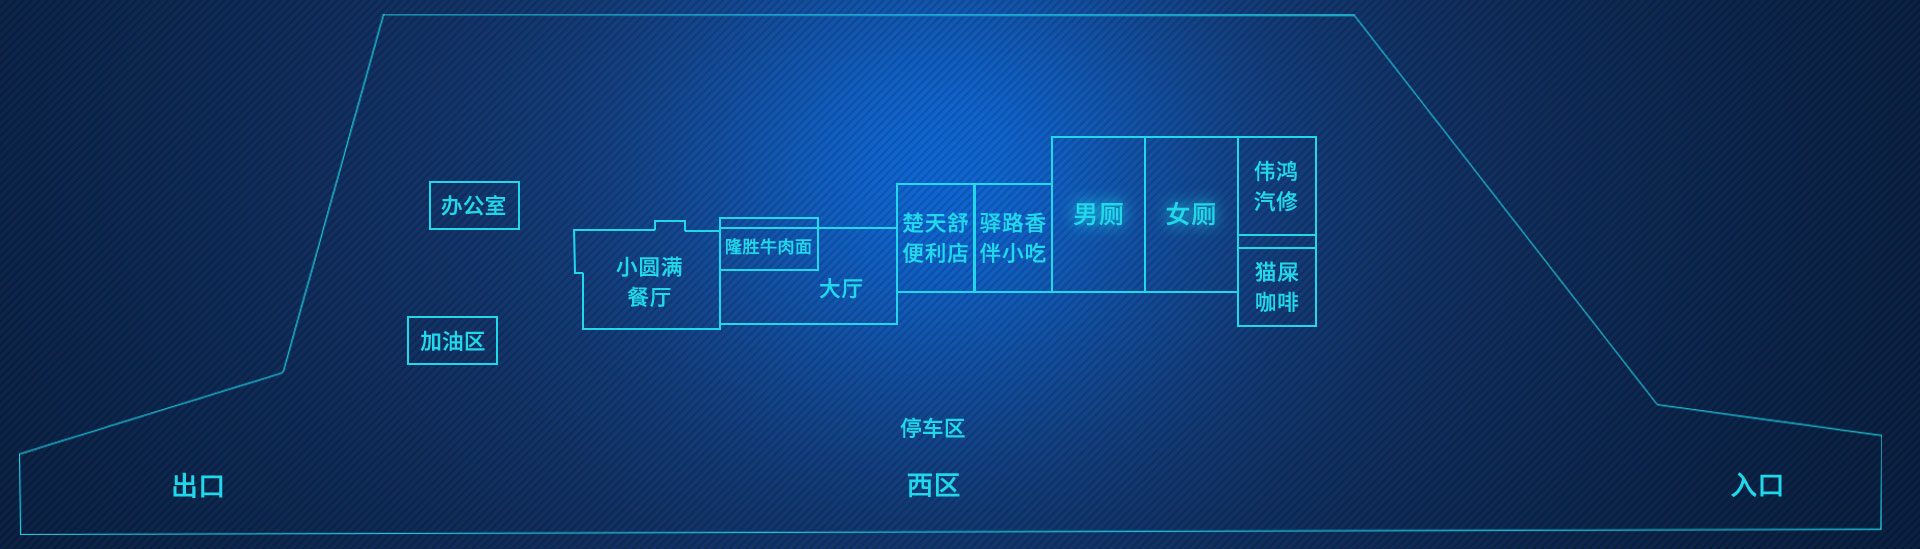 办公室
加油区
小圆满
餐厅
隆胜牛肉面
大厅
楚天舒
便利店
驿路香
伴小吃
男厕
女厕
伟鸿
汽修
猫屎
咖啡
停车区
出口
西区
入口